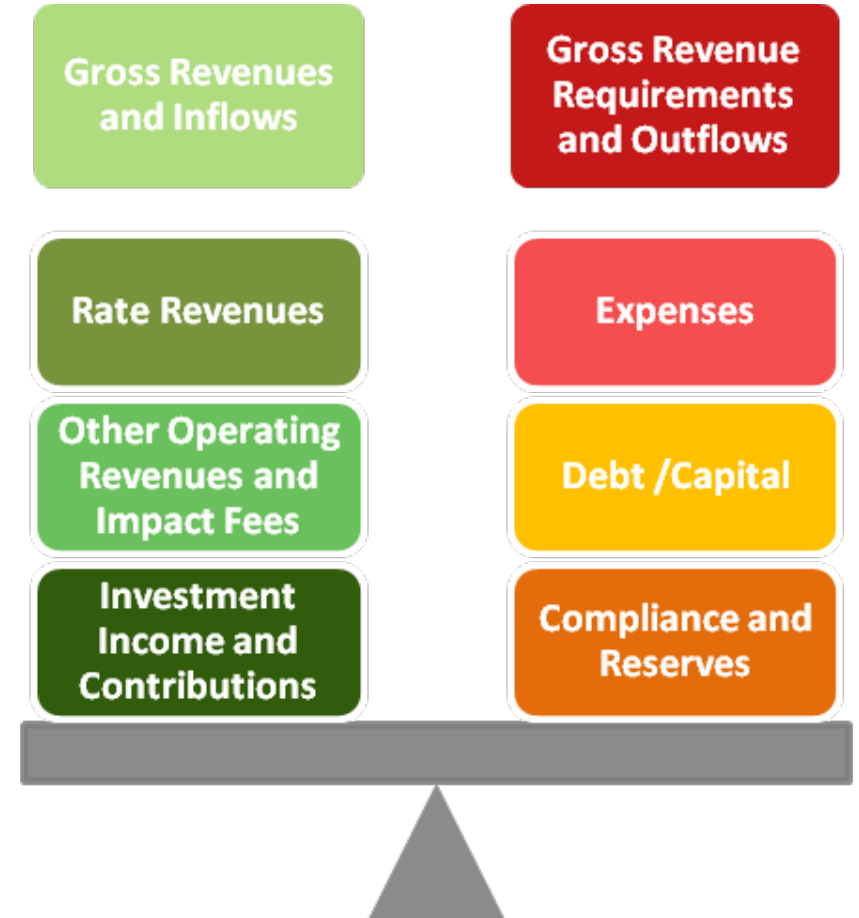 Gross Revenues
and Inflows
Gross Revenue
Requirements
and Outflows
Rate Revenues
Expenses
Other Operating
Revenues and
Impact Fees
Debt /Capital
Investment
Income and
Contributions
Compliance and
Reserves